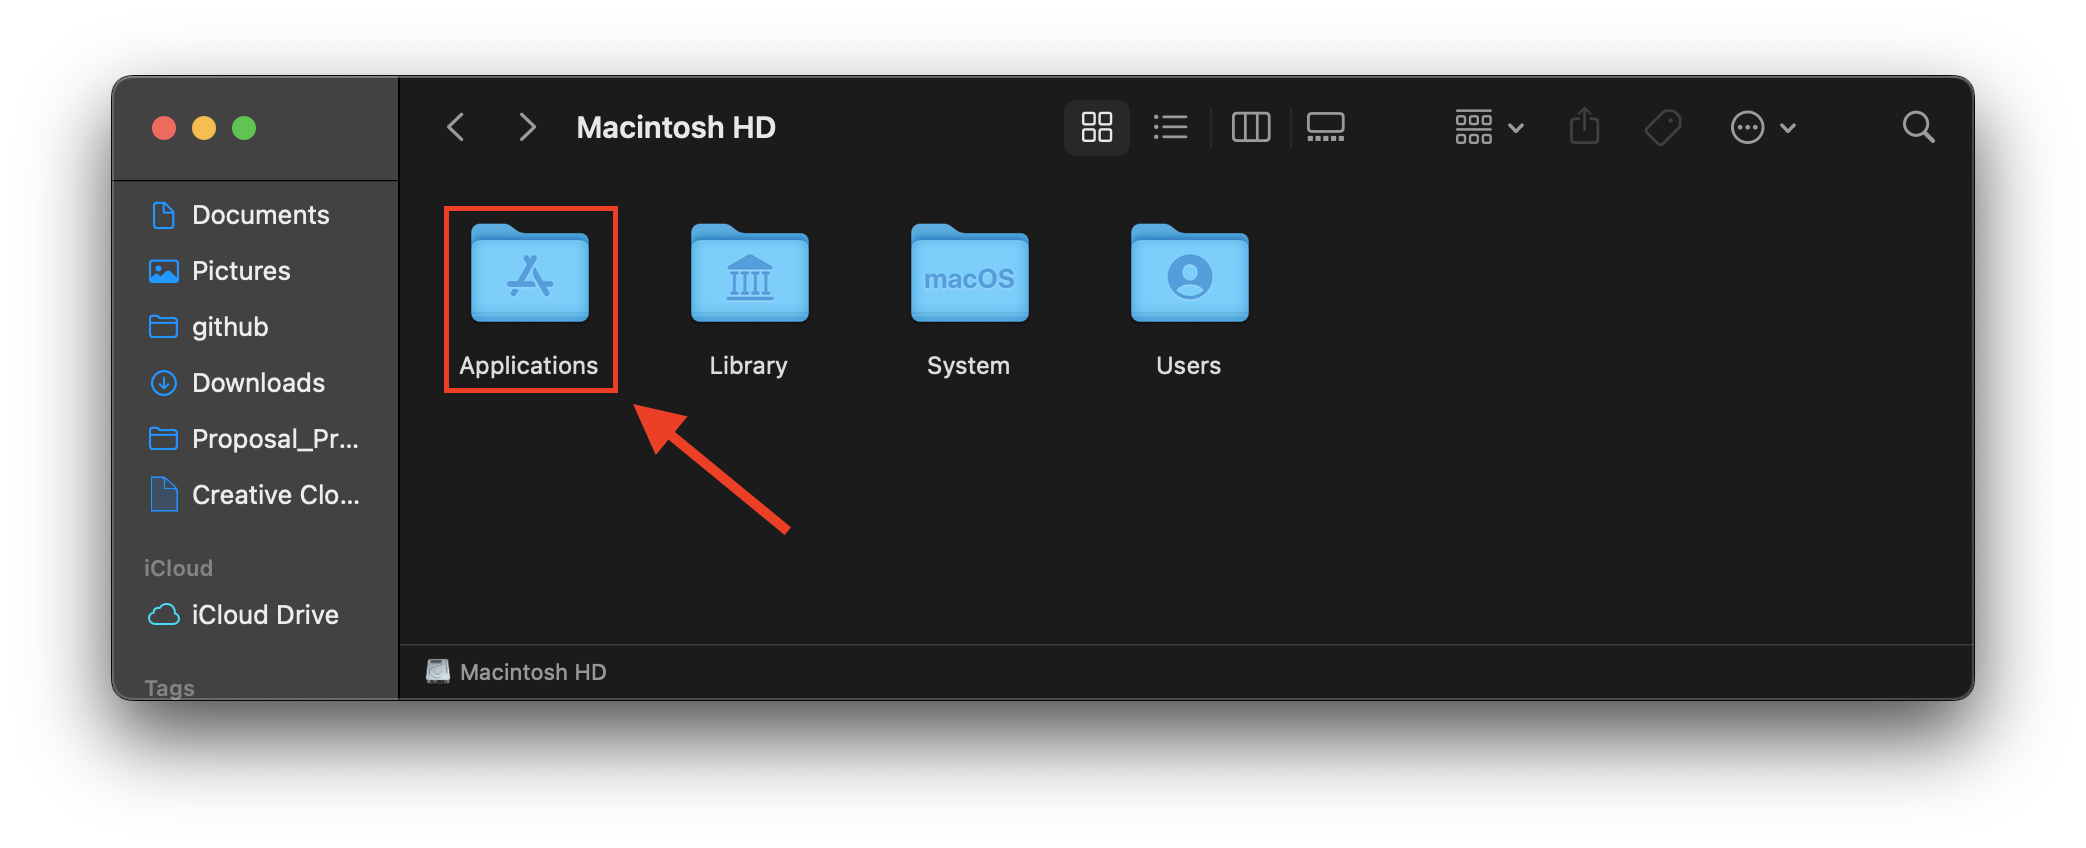 Macintosh HD
Documents
Pictures
github
Downloads
Proposal_Pr...
Creative Clo...
iCloud
iCloud Drive
Tags
macOS
Applications
Library
System
Users
Macintosh HD